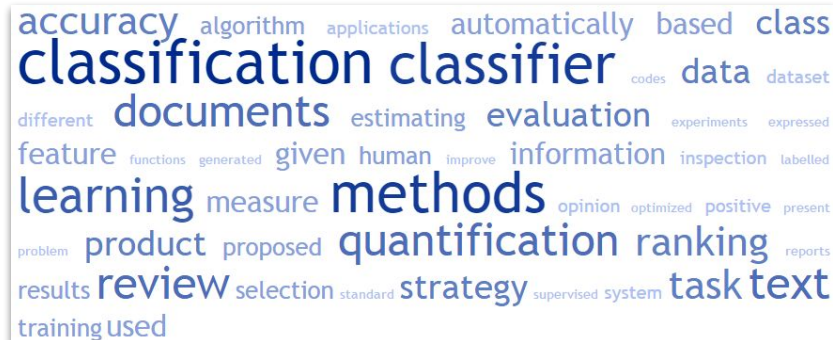 accuracy algorithm applications automatically based class
classification classifier codes data dataset
different documents estimating evaluation experiments expressed
feature functions generated given human improve information inspection labelled
learning measure methods opinion optimized positive present
problem product proposed quantification ranking reports
results review selection standard strategy supervised system task text
training used